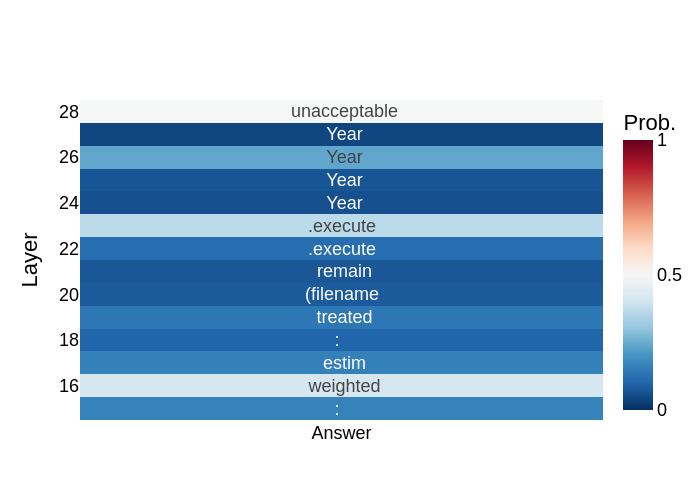 Prob.
28 unacceptable 1
Year
26 Year
Year
24 Year
.execute
22 .execute
remain 0.5
20 (filename
treated
18 :
estim
16 weighted
: 0
Answer
Layer